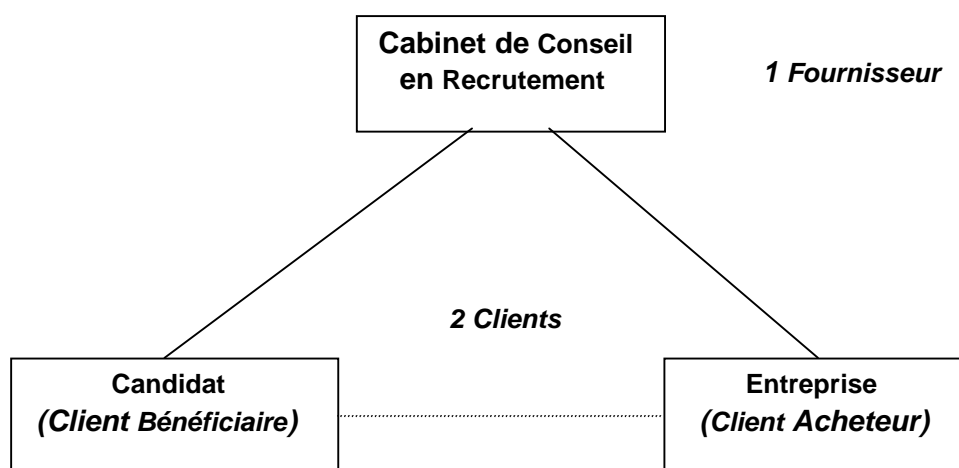 Cabinet de Conseil
en Recrutement
1 Fournisseur
2 Clients
Candidat
(Client Bénéficiaire)
Entreprise
(Client Acheteur)